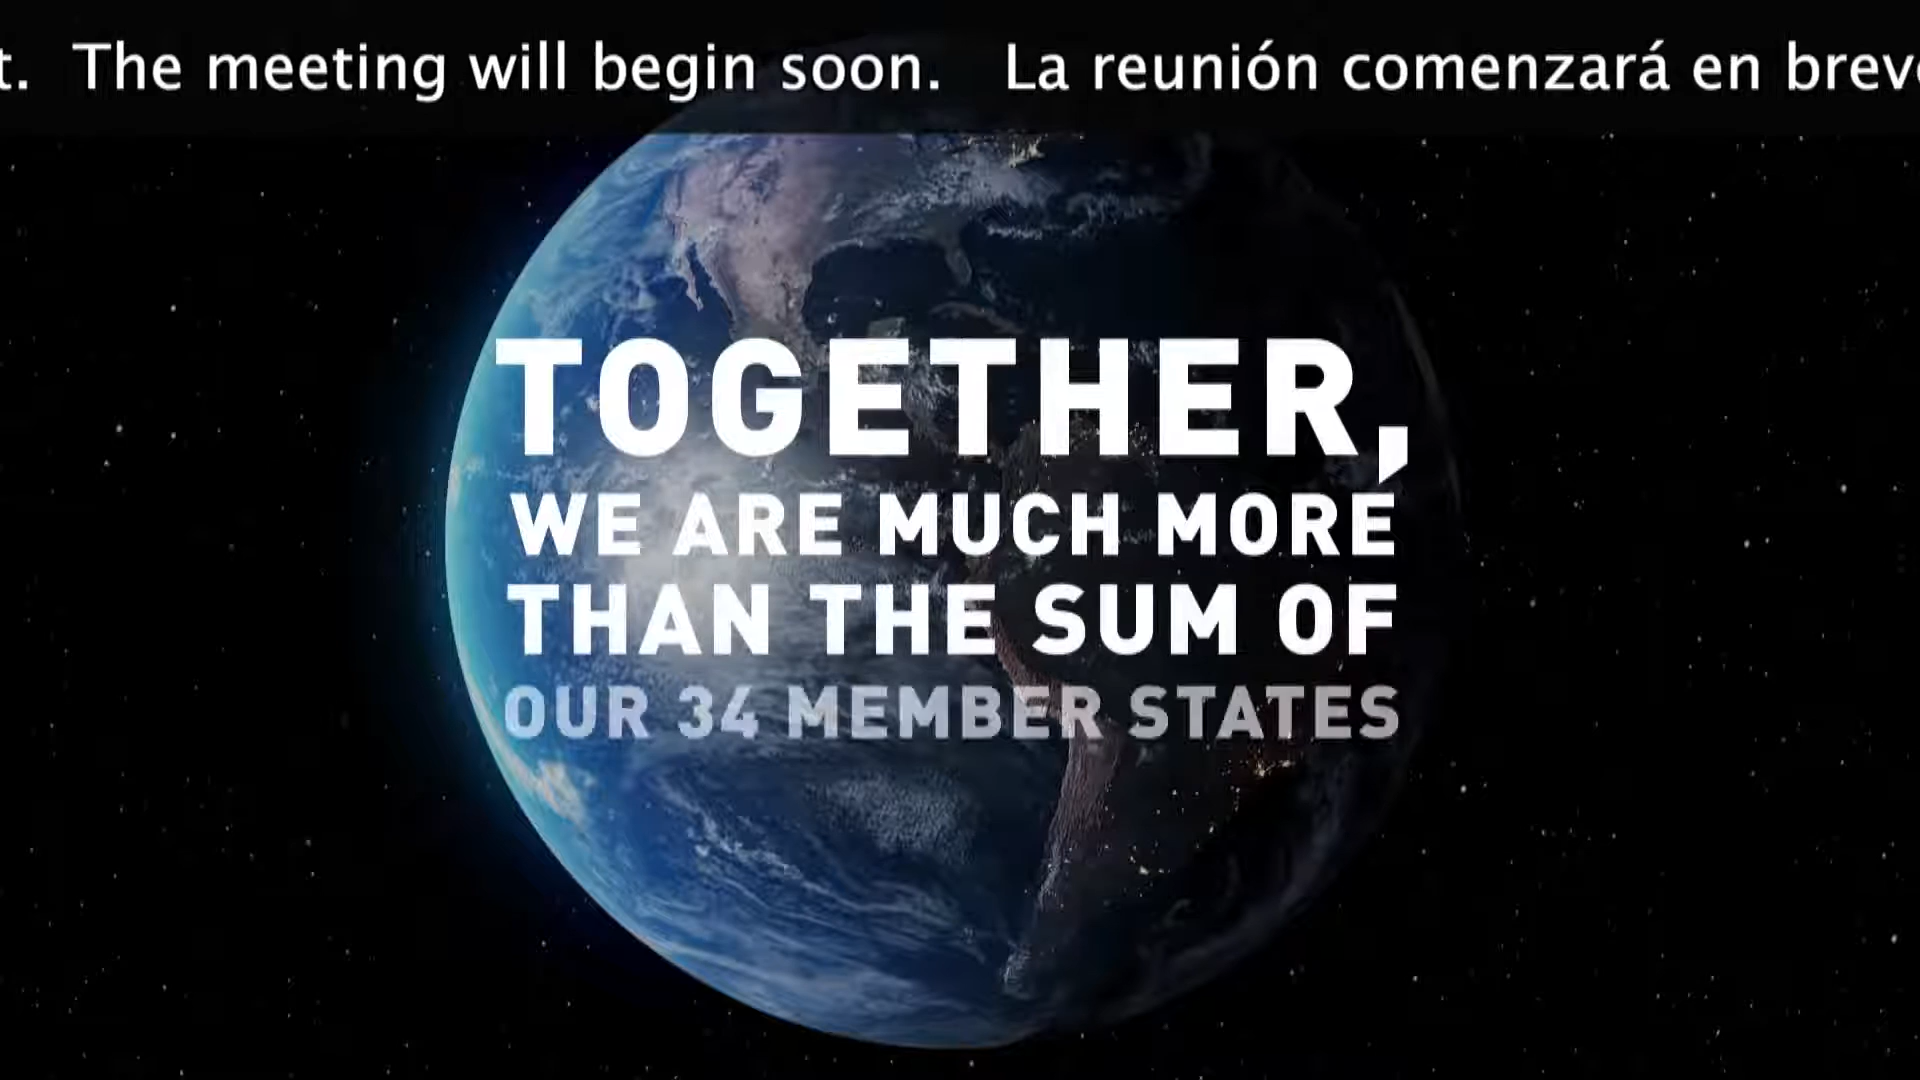 The meeting will begin soon. La reunión comenzará en
TOGETHER,
WE ARE MUCH MORE
THAN THE SUM OF
OUR 34 MEMBER STATES